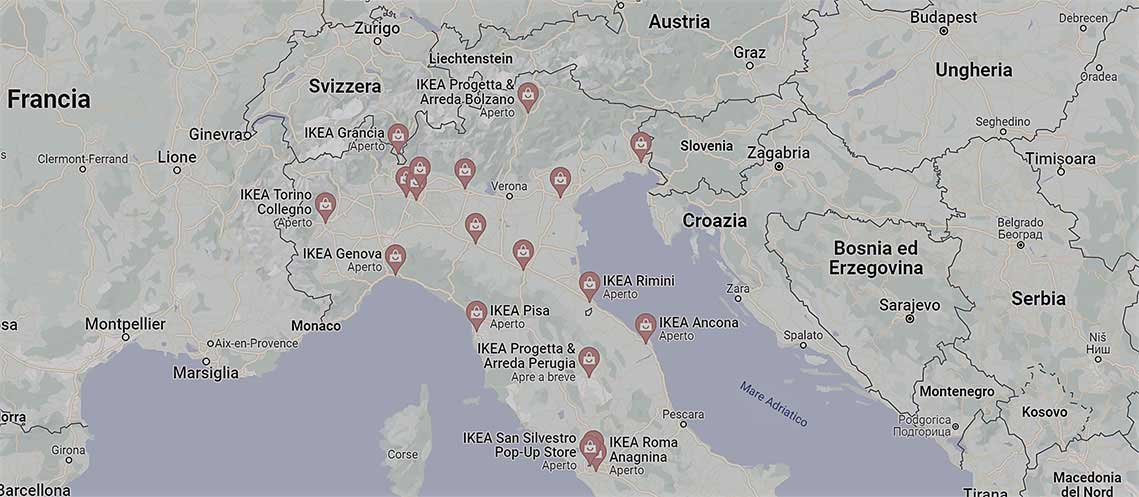 Austria
Budapest
Debrecen
Zurigo
Graz
Liechtenstein
Ungheria
Oradea
Svizzera
IKEA Progetta &
Arreda Bolzano
Aperto
Francia
Seghedino
Ginevra
IKEA Grancia
Aperto
Slovenia
Zagabria
Timișoara
Clermont-Ferrand
Lione
IKEA Torino
Collegno
Aperto
Verona
Croazia
Belgrado
Београд
IKEA Genova
Aperto
Bosnia ed
Erzegovina
IKEA Rimini
Aperto
Zara
Serbia
Sarajevo
IKEA Pisa
Aperto
IKEA Ancona
Aperto
Montpellier
Monaco
Spalato
Niš
Ниш
Aix-en-Provence
Marsiglia
IKEA Progetta &
Arreda Perugia
Apre a breve
Mare Adriatico
Montenegro
Kosovo
Pescara
Podgorica
Подгорица
Girona
Corse
IKEA San Silvestro
Pop-Up Store
Aperto
IKEA Roma
Anagnina
Aperto
Macedonia
del Nord
Barcellona
Tirana